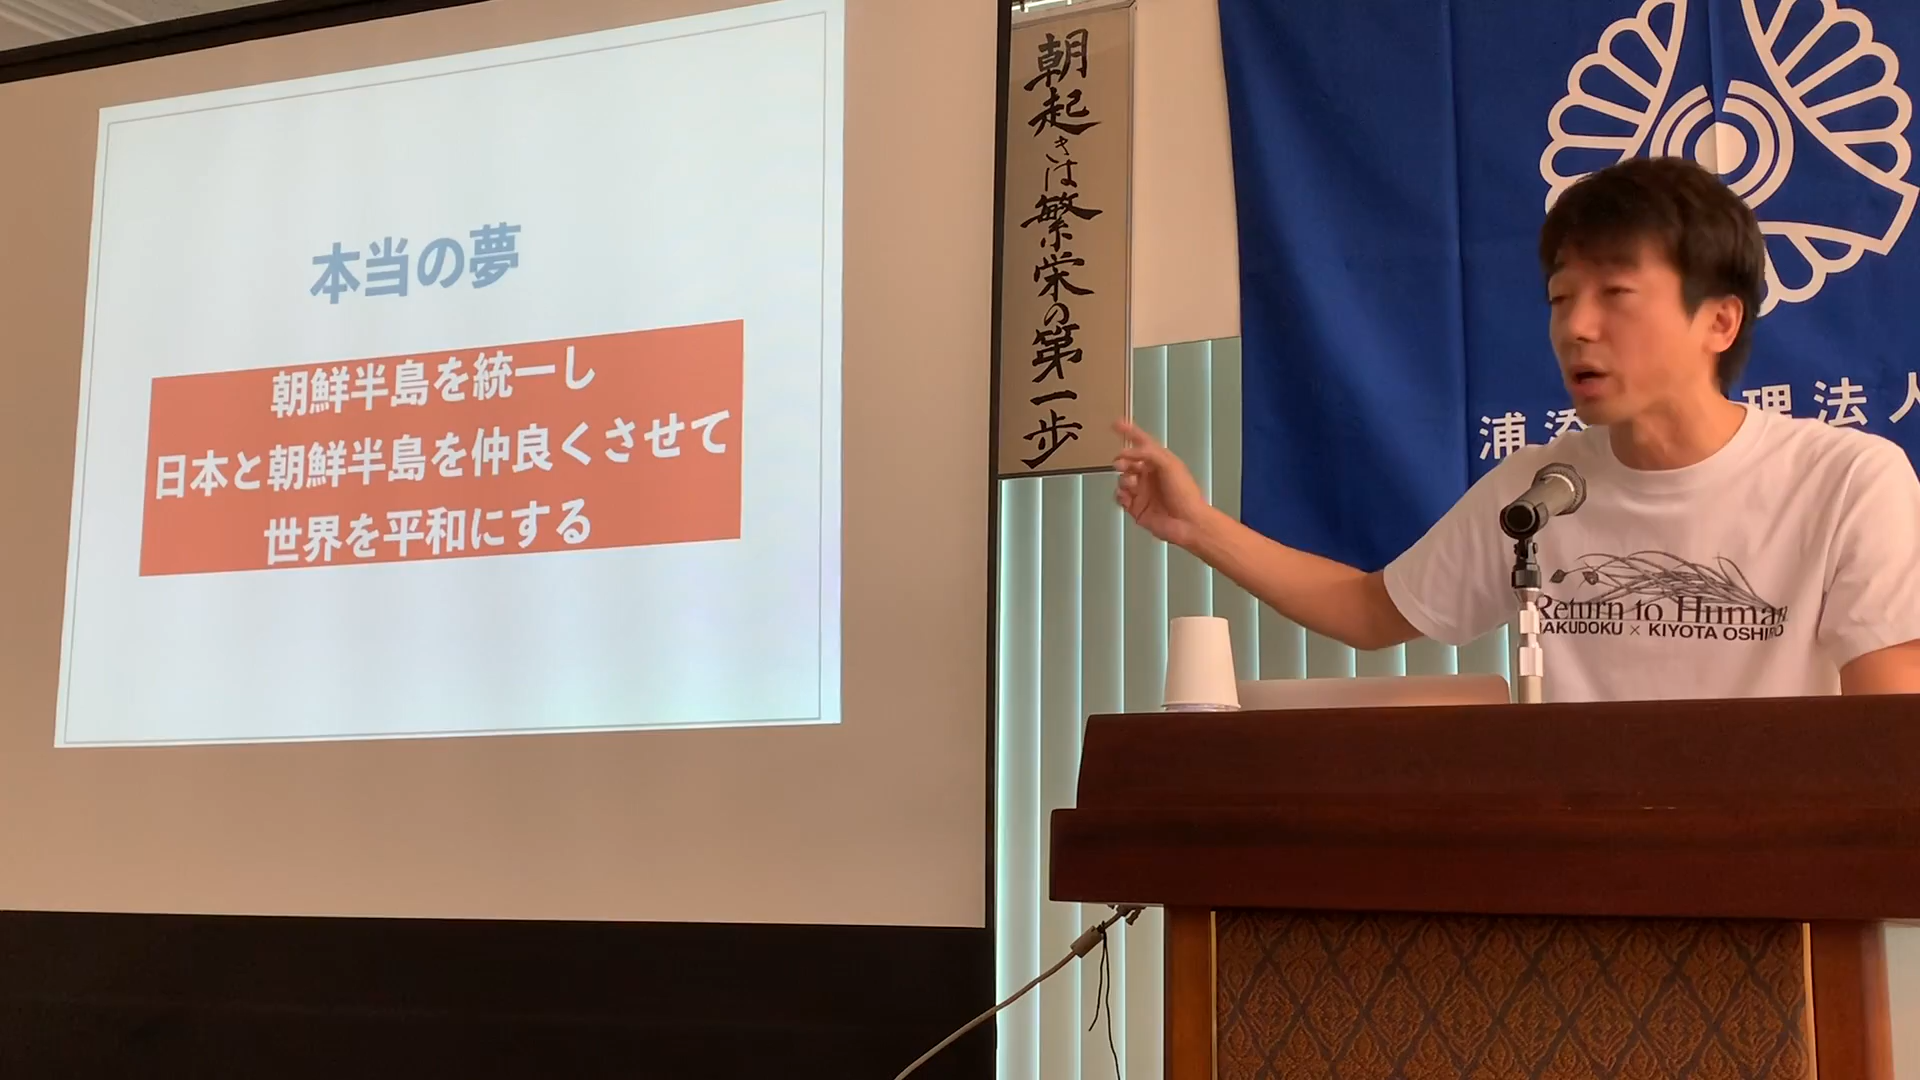 本当の夢
朝鮮半島を統一し
日本と朝鮮半島を仲良くさせて
世界を平和にする
朝起きは繁栄の第一歩
浦添 理法人
Return to Human
HAKUDOKU × KIYOTA OSHIRO